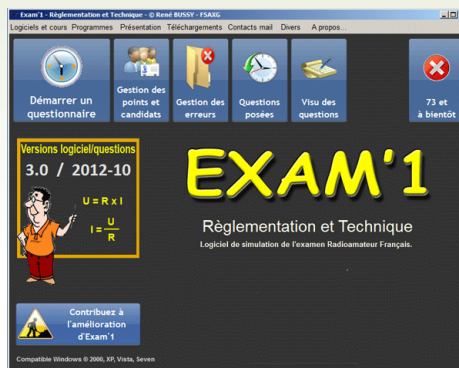 Exam'1 - Règlementation et Technique - © René BUSSY - F5AXG
Logiciels et cours Programmes Présentation Téléchargements Contacts mail Divers A propos...
Démarrer un
questionnaire
Gestion des
points et
candidats
Gestion des
erreurs
Questions
posées
Visu des
questions
73 et
à bientôt
Versions logiciel/questions
3.0 / 2012-10
U = R x I
I = U
R
EXAM'1
Règlementation et Technique
Logiciel de simulation de l'examen Radioamateur Français.
Contribuez à
l'amélioration
d'Exam'1
Compatible Windows ® 2000, XP, Vista, Seven